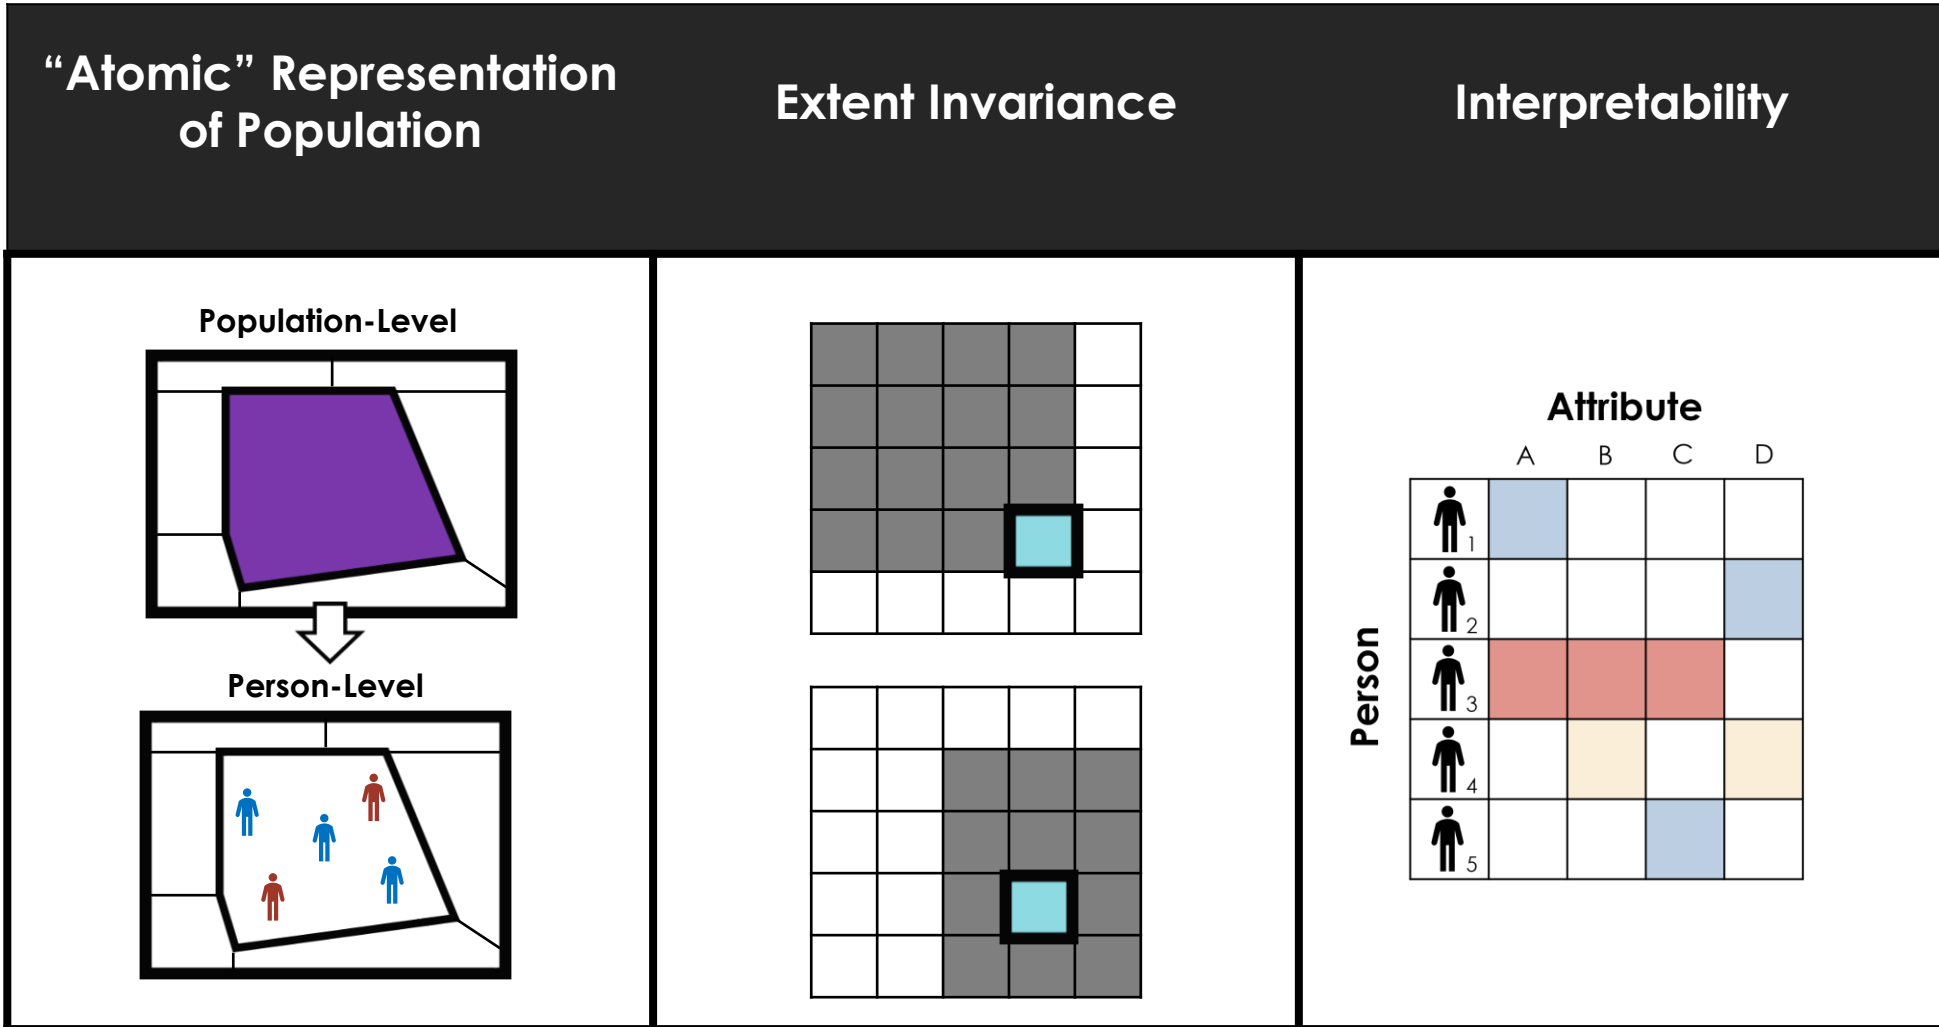 “Atomic” Representation
of Population
Extent Invariance
Interpretability
Population-Level
Person-Level
Attribute
A B C D
Person
1
2
3
4
5